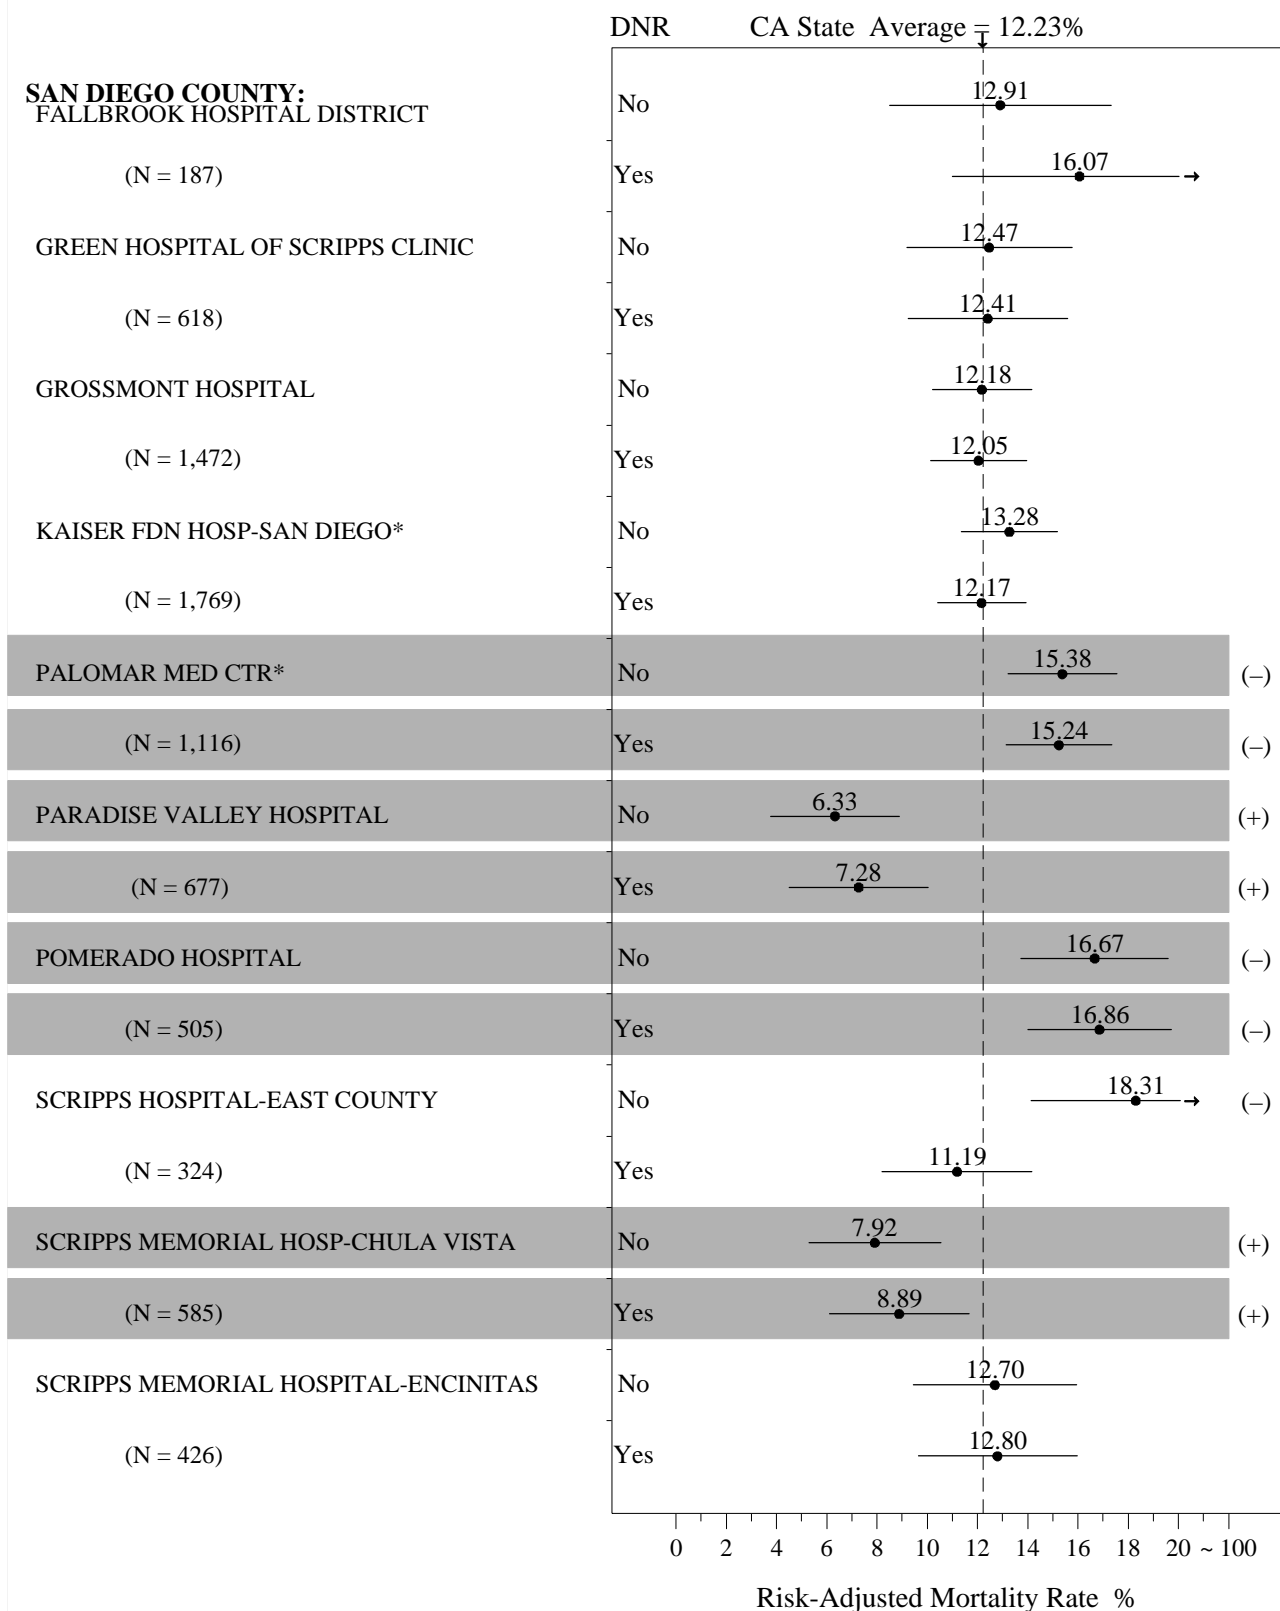 DNR CA State Average = 12.23%
SAN DIEGO COUNTY:
FALLBROOK HOSPITAL DISTRICT No 12.91
(N = 187) Yes 16.07
GREEN HOSPITAL OF SCRIPPS CLINIC No 12.47
(N = 618) Yes 12.41
GROSSMONT HOSPITAL No 12.18
(N = 1,472) Yes 12.05
KAISER FDN HOSP-SAN DIEGO* No 13.28
(N = 1,769) Yes 12.17
PALOMAR MED CTR* No 15.38 (–)
(N = 1,116) Yes 15.24 (–)
PARADISE VALLEY HOSPITAL No 6.33 (+)
(N = 677) Yes 7.28 (+)
POMERADO HOSPITAL No 16.67 (–)
(N = 505) Yes 16.86 (–)
SCRIPPS HOSPITAL-EAST COUNTY No 18.31 (–)
(N = 324) Yes 11.19
SCRIPPS MEMORIAL HOSP-CHULA VISTA No 7.92 (+)
(N = 585) Yes 8.89 (+)
SCRIPPS MEMORIAL HOSPITAL-ENCINITAS No 12.70
(N = 426) Yes 12.80
0 2 4 6 8 10 12 14 16 18 20 ~ 100
Risk-Adjusted Mortality Rate %